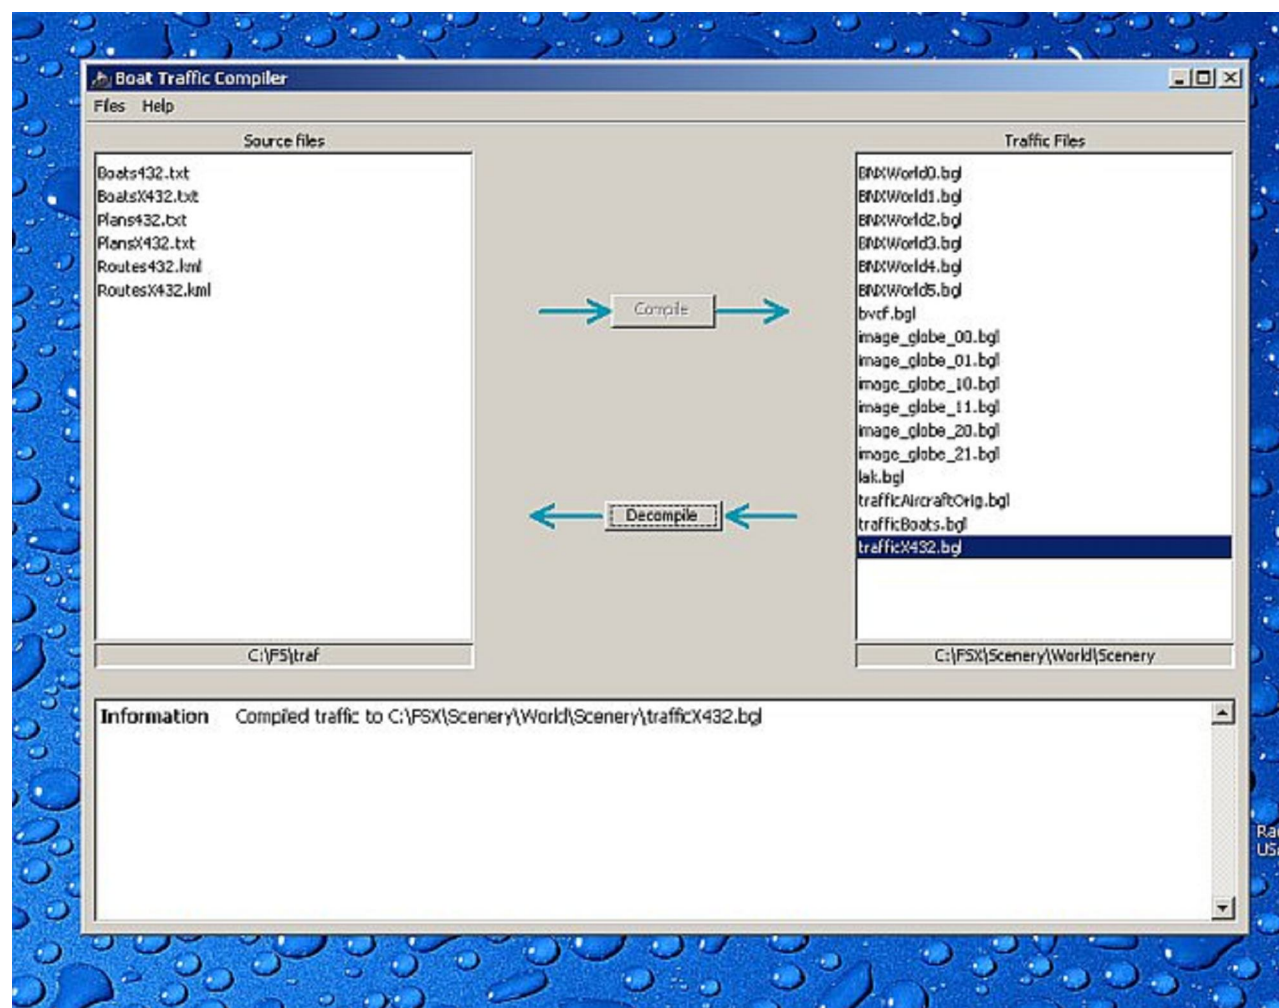 Boat Traffic Compiler
Files Help
Source files
Boats432.txt
BoatsX432.txt
Plans432.txt
PlansX432.txt
Routes432.kml
RoutesX432.kml
C:\FS\traf
Compile
Decompile
Traffic Files
BNXWorld0.bgl
BNXWorld1.bgl
BNXWorld2.bgl
BNXWorld3.bgl
BNXWorld4.bgl
BNXWorld5.bgl
bvcf.bgl
image_globe_00.bgl
image_globe_01.bgl
image_globe_10.bgl
image_globe_11.bgl
image_globe_20.bgl
image_globe_21.bgl
lak.bgl
trafficAircraftOrig.bgl
trafficBoats.bgl
trafficX432.bgl
C:\FSX\Scenery\World\Scenery
Information Compiled traffic to C:\FSX\Scenery\World\Scenery\trafficX432.bgl